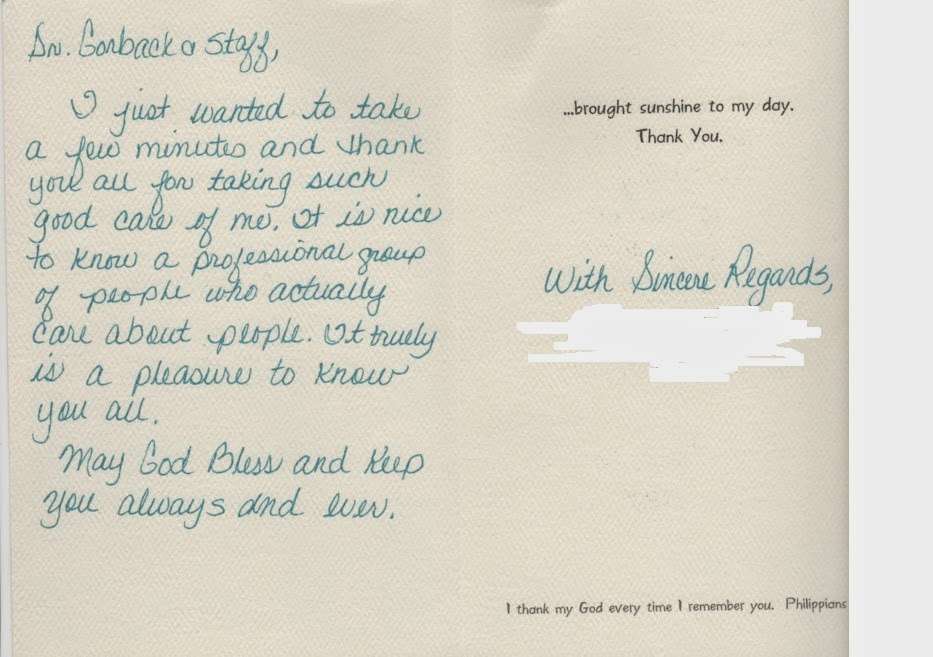 Dr. Gorback & Staff,
I just wanted to take
a few minutes and thank
you all for taking such
good care of me. It is nice
to know a professional group
of people who actually
care about people. It truely
is a pleasure to know
you all.
May God Bless and Keep
you always and ever.
...brought sunshine to my day.
Thank You.
With Sincere Regards,
I thank my God every time I remember you. Philippians